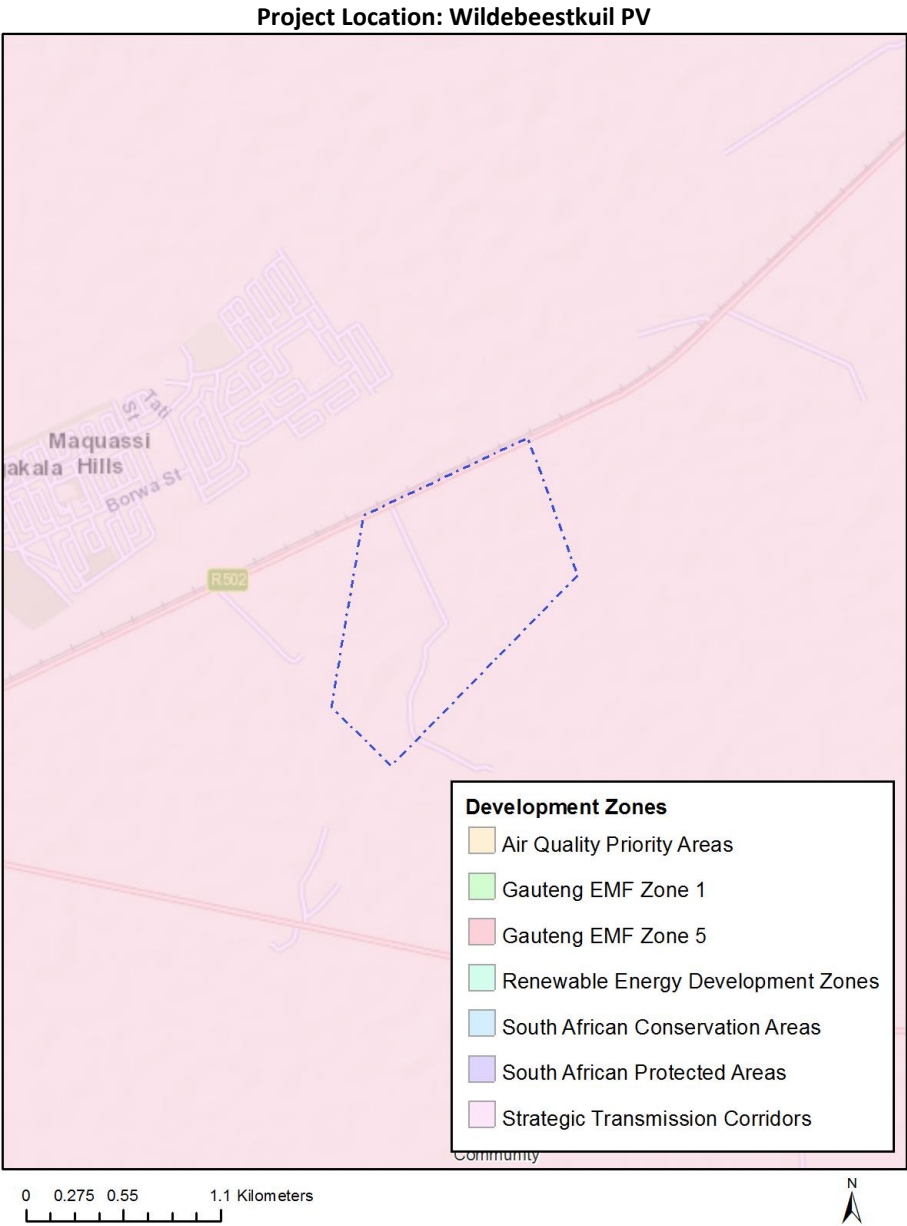 Project Location: Wildebeestkuil PV
Tati
St
Maquassi
akala Hills
Borwa St
R502
Development Zones
Air Quality Priority Areas
Gauteng EMF Zone 1
Gauteng EMF Zone 5
Renewable Energy Development Zones
South African Conservation Areas
South African Protected Areas
Strategic Transmission Corridors
Community
0 0.275 0.55 1.1 Kilometers
N